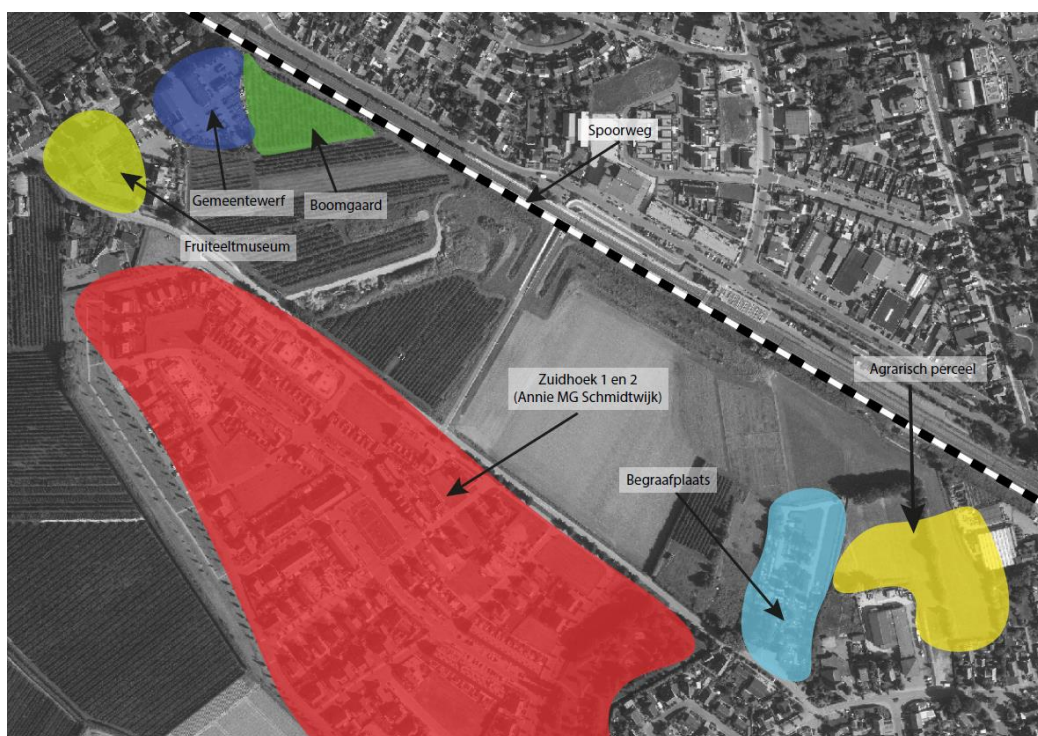 Spoorweg
Gemeentewerf
Boomgaard
Fruiteeltmuseum
Agrarisch perceel
Zuidhoek 1 en 2
(Annie MG Schmidtwijk)
Begraafplaats